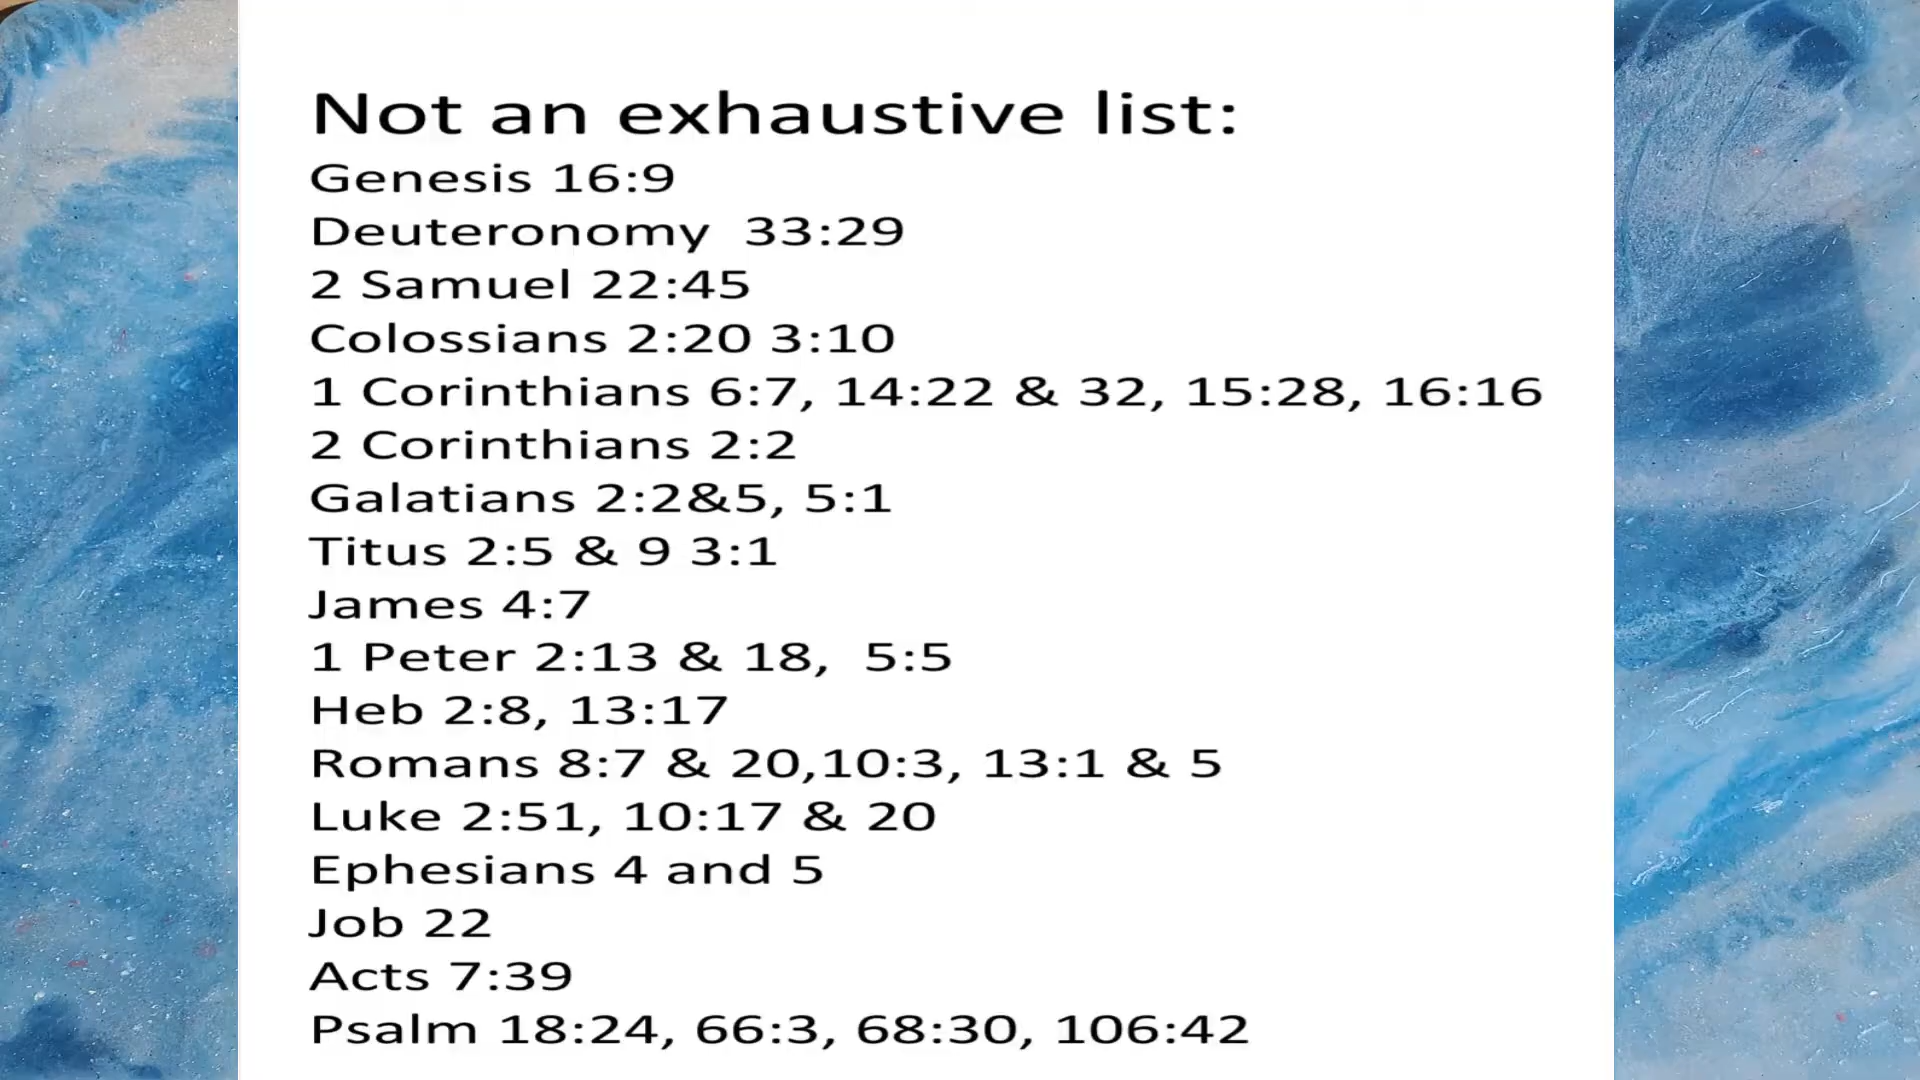 Not an exhaustive list:
Genesis 16:9
Deuteronomy  33:29
2 Samuel 22:45
Colossians 2:20 3:10
1 Corinthians 6:7, 14:22 & 32, 15:28, 16:16
2 Corinthians 2:2
Galatians 2:2&5, 5:1
Titus 2:5 & 9 3:1
James 4:7
1 Peter 2:13 & 18,  5:5
Heb 2:8, 13:17
Romans 8:7 & 20,10:3, 13:1 & 5
Luke 2:51, 10:17 & 20
Ephesians 4 and 5
Job 22
Acts 7:39
Psalm 18:24, 66:3, 68:30, 106:42